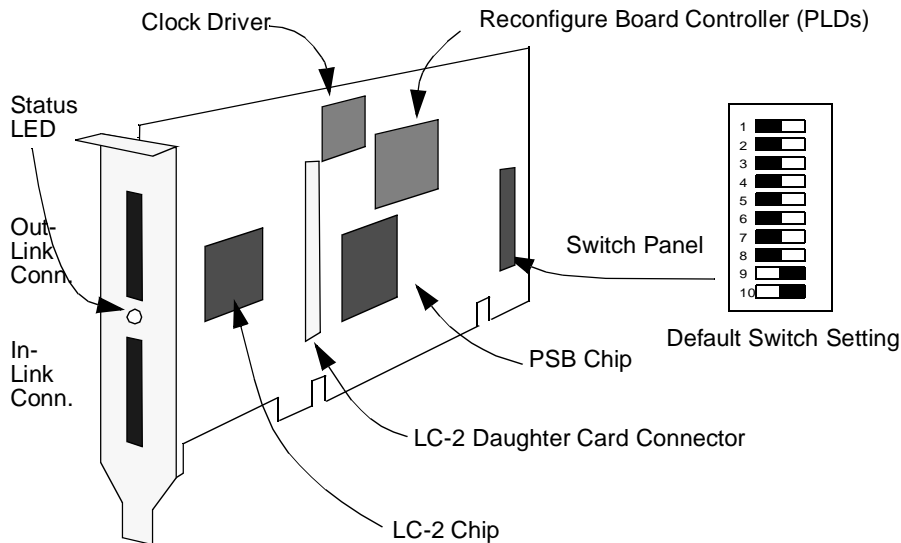 Clock Driver
Reconfigure Board Controller (PLDs)
Status
LED
Out-
Link
Conn.
In-
Link
Conn.
Switch Panel
1
2
3
4
5
6
7
8
9
10
Default Switch Setting
PSB Chip
LC-2 Daughter Card Connector
LC-2 Chip